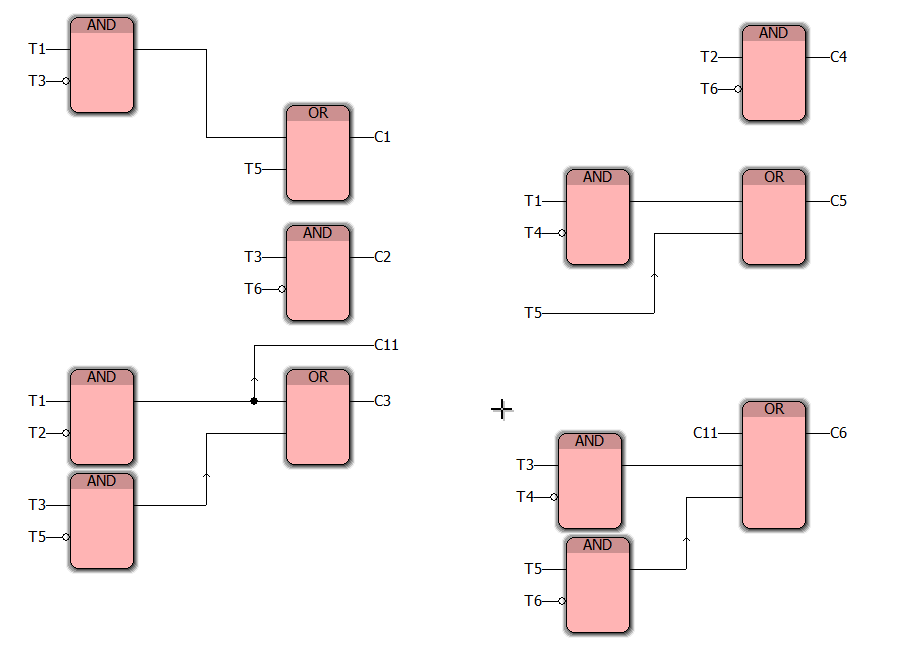 AND
T1
T3
OR
C1
T5
AND
T3
C2
T6
C11
AND
OR
T1
C3
T2
AND
T3
T5
AND
T2
C4
T6
AND
OR
T1
C5
T4
T5
OR
C11
C6
AND
T3
T4
AND
T5
T6